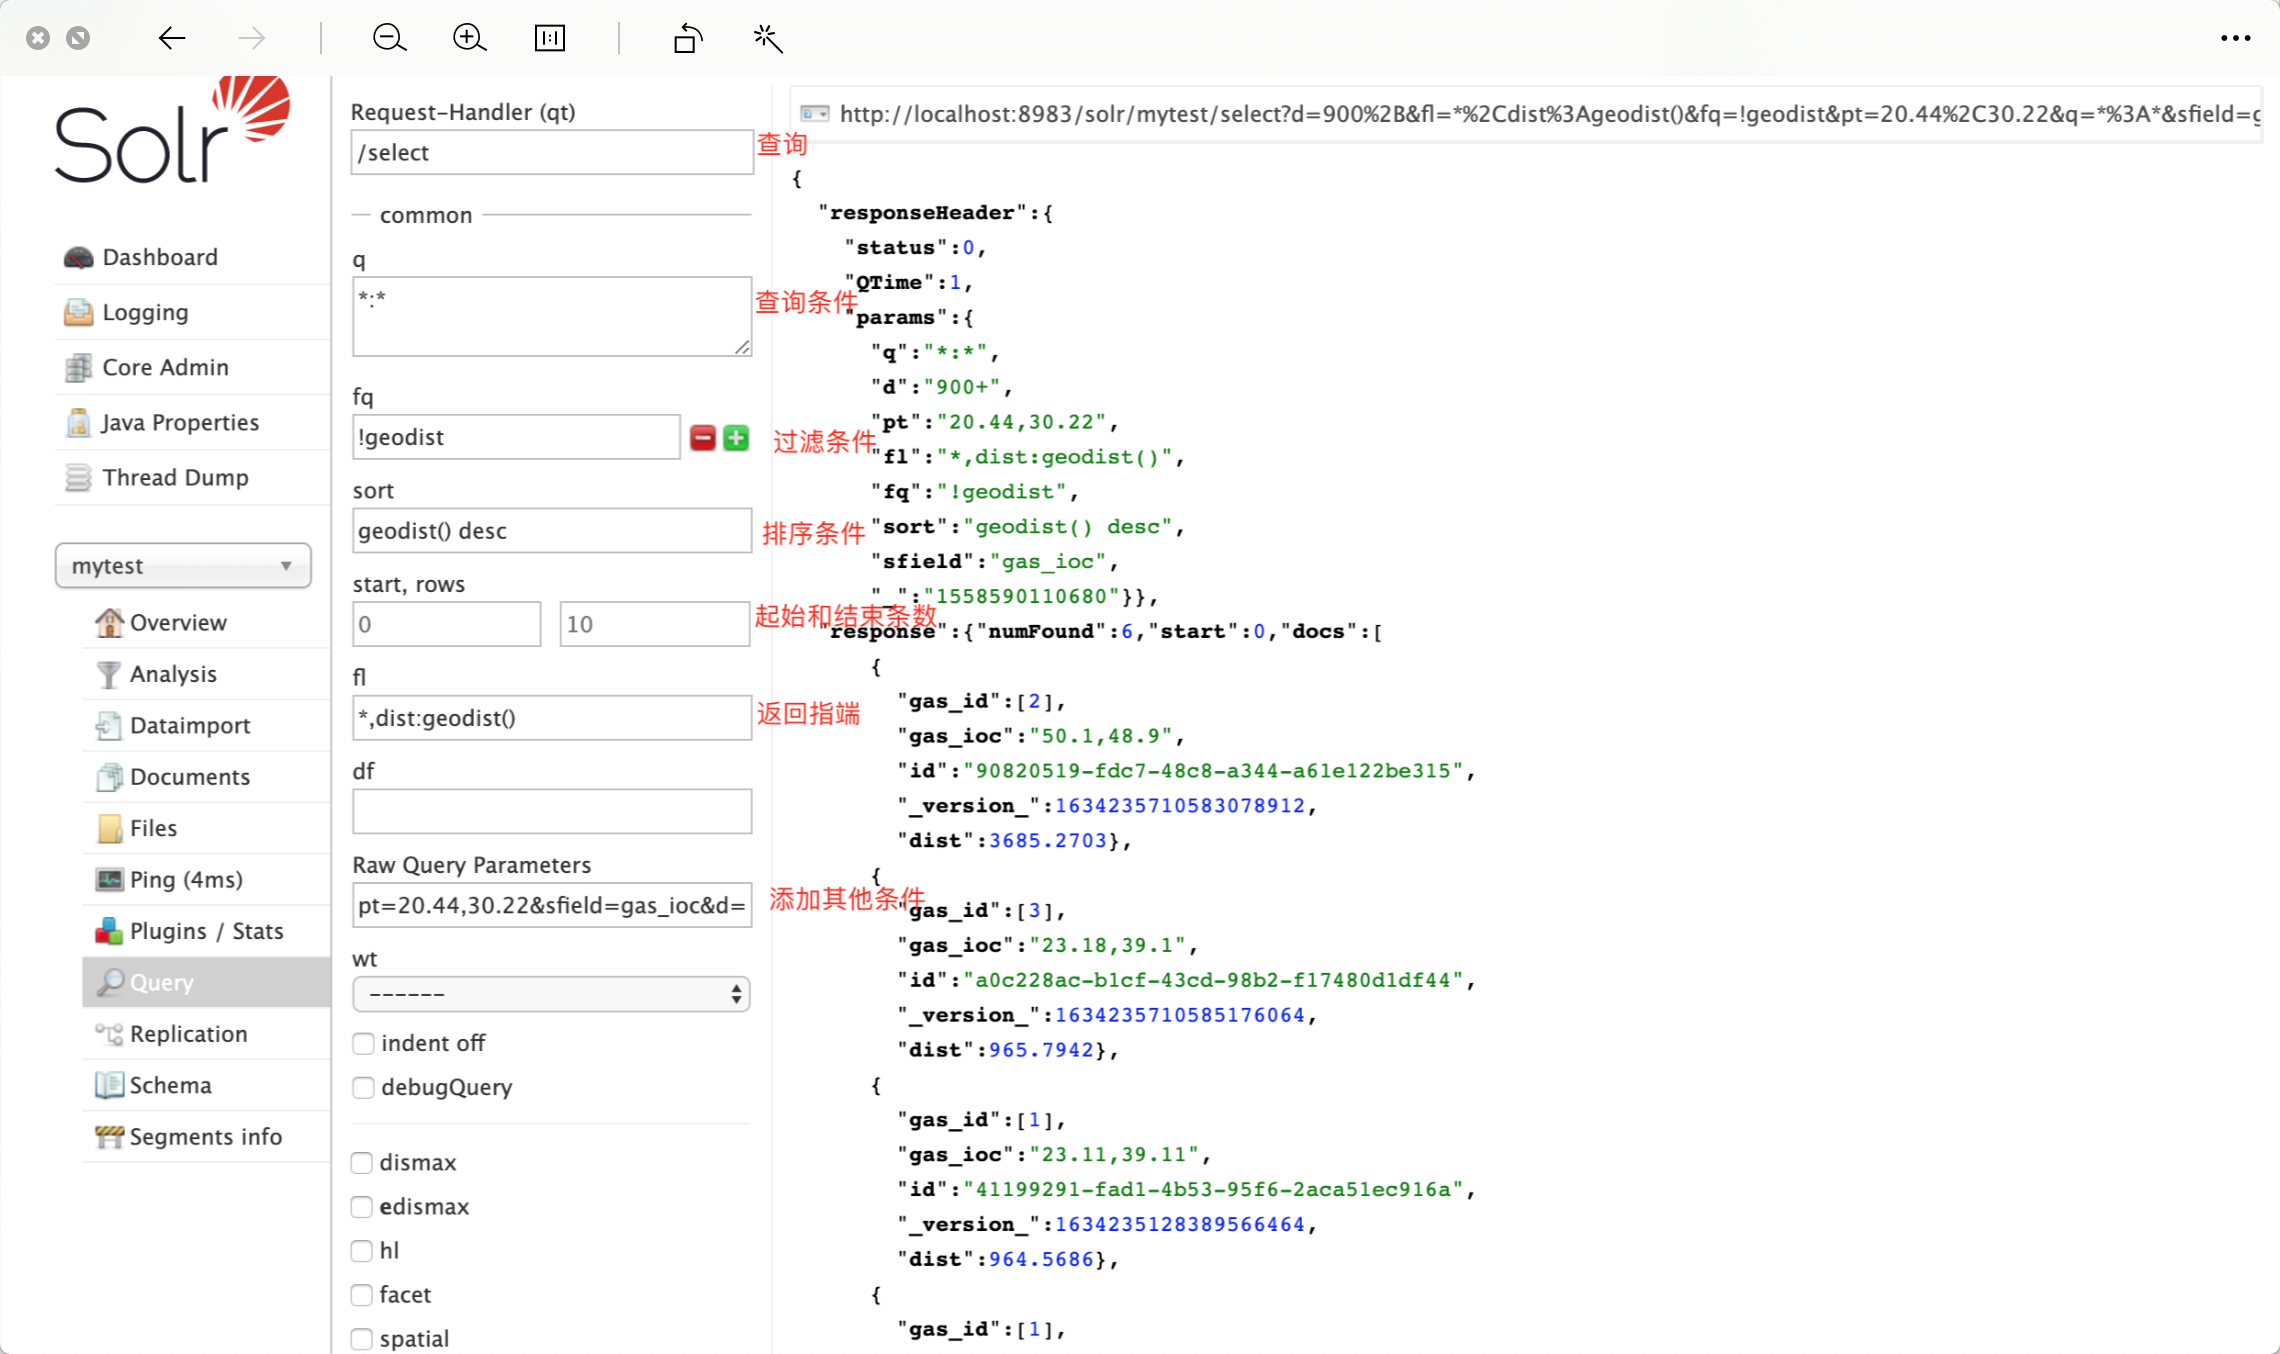 Solr
Dashboard
Logging
Core Admin
Java Properties
Thread Dump
mytest
Overview
Analysis
Dataimport
Documents
Files
Ping (4ms)
Plugins / Stats
Query
Replication
Schema
Segments info
Request-Handler (qt)
/select
查询
common
q
*:*
查询条件
fq
!geodist
过滤条件
sort
geodist() desc
排序条件
start, rows
0
10
起始和结束条数
fl
*,dist:geodist()
返回指端
df
Raw Query Parameters
pt=20.44,30.22&sfield=gas_ioc&d=
添加其他条件
wt
------
indent off
debugQuery
dismax
edismax
hl
facet
spatial
http://localhost:8983/solr/mytest/select?d=900%2B&fl=*%2Cdist%3Ageodist()&fq=!geodist&pt=20.44%2C30.22&q=*%3A*&sfield=g
{
"responseHeader":{
"status":0,
"QTime":1,
"params":{
"q":"*:*",
"d":"900+",
"pt":"20.44,30.22",
"fl":"*,dist:geodist()",
"fq":"!geodist",
"sort":"geodist() desc",
"sfield":"gas_ioc",
"_":"1558590110680"}},
"response":{"numFound":6,"start":0,"docs":[
{
"gas_id":[2],
"gas_ioc":"50.1,48.9",
"id":"90820519-fdc7-48c8-a344-a61e122be315",
"_version_":1634235710583078912,
"dist":3685.2703},
{
"gas_id":[3],
"gas_ioc":"23.18,39.1",
"id":"a0c228ac-b1cf-43cd-98b2-f17480d1df44",
"_version_":1634235710585176064,
"dist":965.7942},
{
"gas_id":[1],
"gas_ioc":"23.11,39.11",
"id":"41199291-fad1-4b53-95f6-2aca51ec916a",
"_version_":1634235128389566464,
"dist":964.5686},
{
"gas_id":[1],